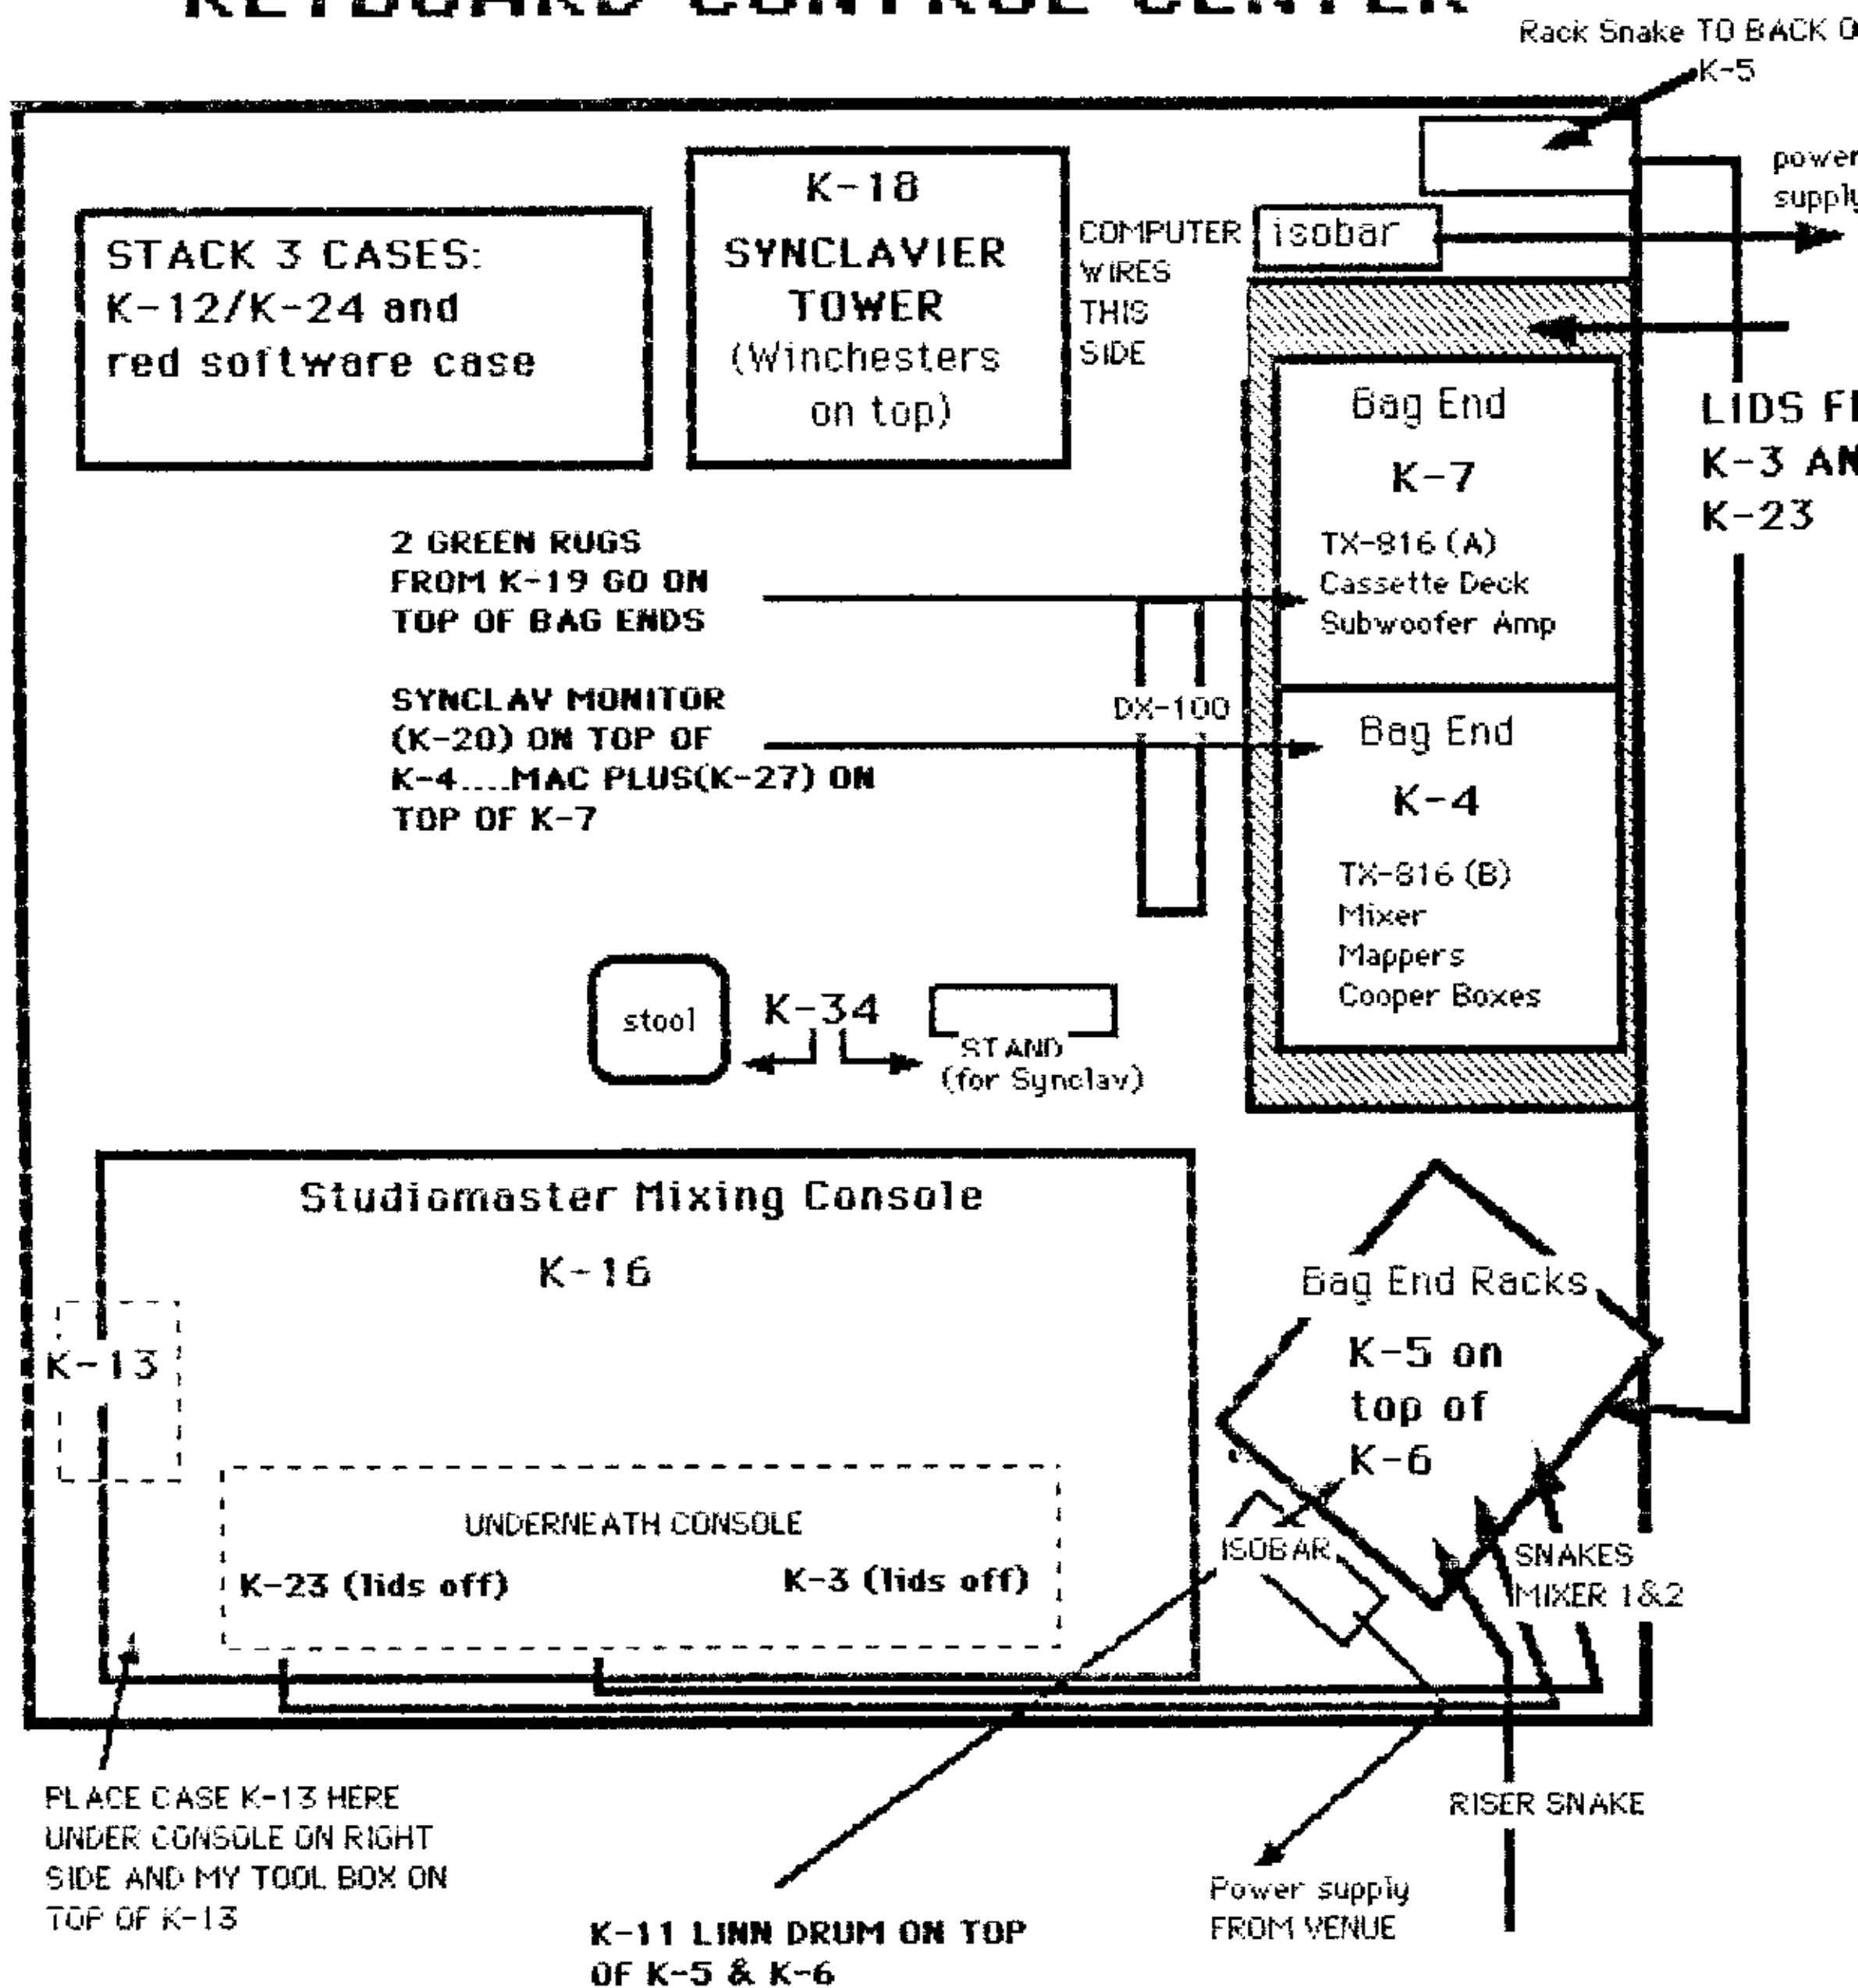 KEYBOARD CONTROL CENTER
Rack Snake TO BACK
K-5
power
supply
STACK 3 CASES:
K-12/K-24 and
red software case
K-18
SYNCLAVIER
TOWER
(Winchesters
on top)
COMPUTER
WIRES
THIS
SIDE
isobar
LIDS
K-3
K-23
Bag End
K-7
TX-816 (A)
Cassette Deck
Subwoofer Amp
2 GREEN RUGS
FROM K-19 GO ON
TOP OF BAG ENDS
SYNCLAV MONITOR
(K-20) ON TOP OF
K-4....MAC PLUS(K-27) ON
TOP OF K-7
DX-100
Bag End
K-4
TX-816 (B)
Mixer
Mappers
Cooper Boxes
stool
K-34
STAND
(for Synclav)
Studiomaster Mixing Console
K-16
K-13
UNDERNEATH CONSOLE
K-23 (lids off)
K-3 (lids off)
Bag End Racks
K-5 on
top of
K-6
ISOBAR
SNAKES
MIXER 1&2
PLACE CASE K-13 HERE
UNDER CONSOLE ON RIGHT
SIDE AND MY TOOL BOX ON
TOP OF K-13
K-11 LINN DRUM ON TOP
OF K-5 & K-6
Power supply
FROM VENUE
RISER SNAKE